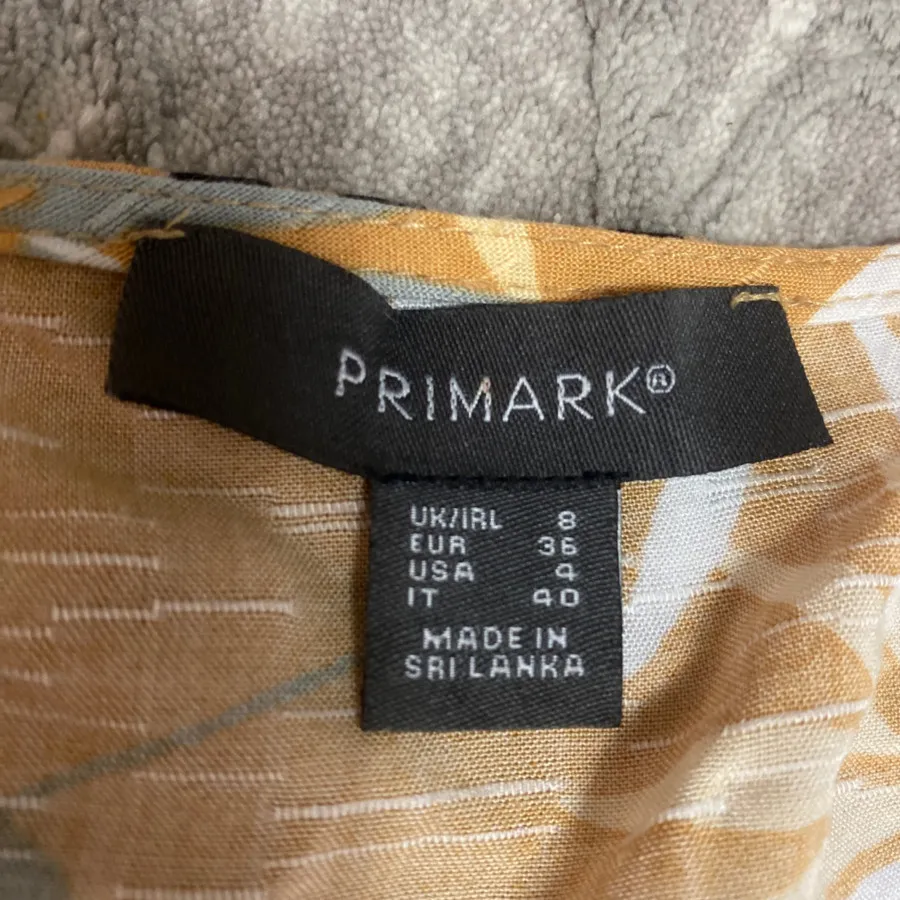 PRIMARK®
UK/IRL 8
EUR 36
USA 4
IT 40
MADE IN
SRI LANKA